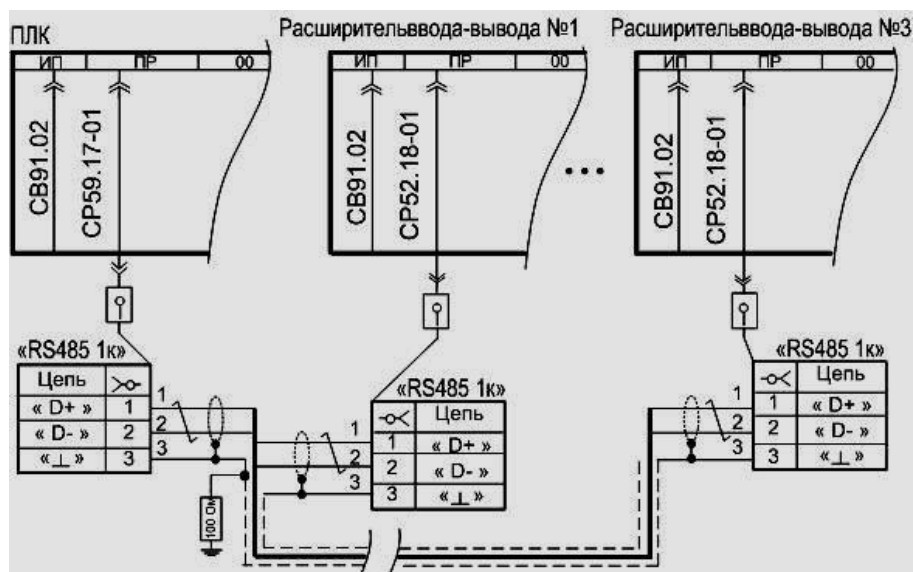 ПЛК
Расширительввода-вывода №1
Расширительввода-вывода №3
ИП ПР 00
ИП ПР 00
ИП ПР 00
СВ91.02
СР59.17-01
СВ91.02
СР52.18-01
СВ91.02
СР52.18-01
...
«RS485 1к»
Цепь
« D+ » 1
« D- » 2
«⊥» 3
1
2
3
«RS485 1к»
Цепь
1 « D+ »
2 « D- »
3 «⊥»
1
2
3
«RS485 1к»
Цепь
1 « D+ »
2 « D- »
3 «⊥»
1
2
3
100 Ом